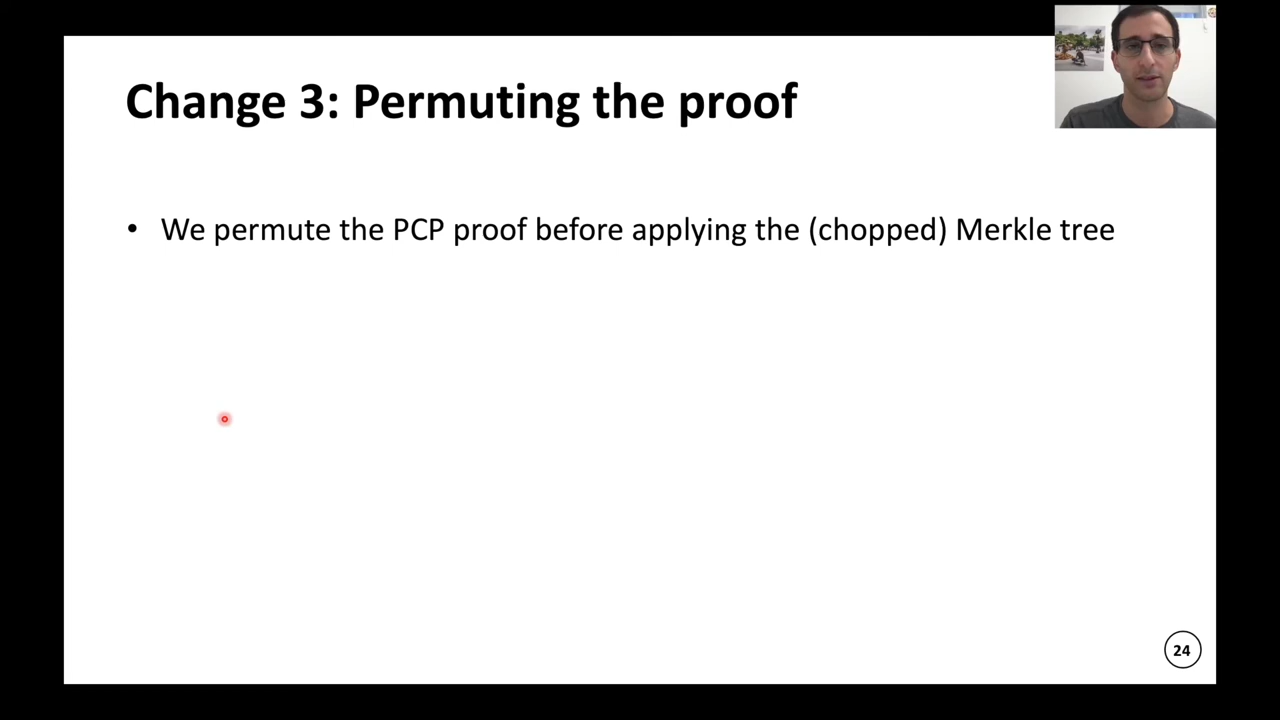 Change 3: Permuting the proof
• We permute the PCP proof before applying the (chopped) Merkle tree
24